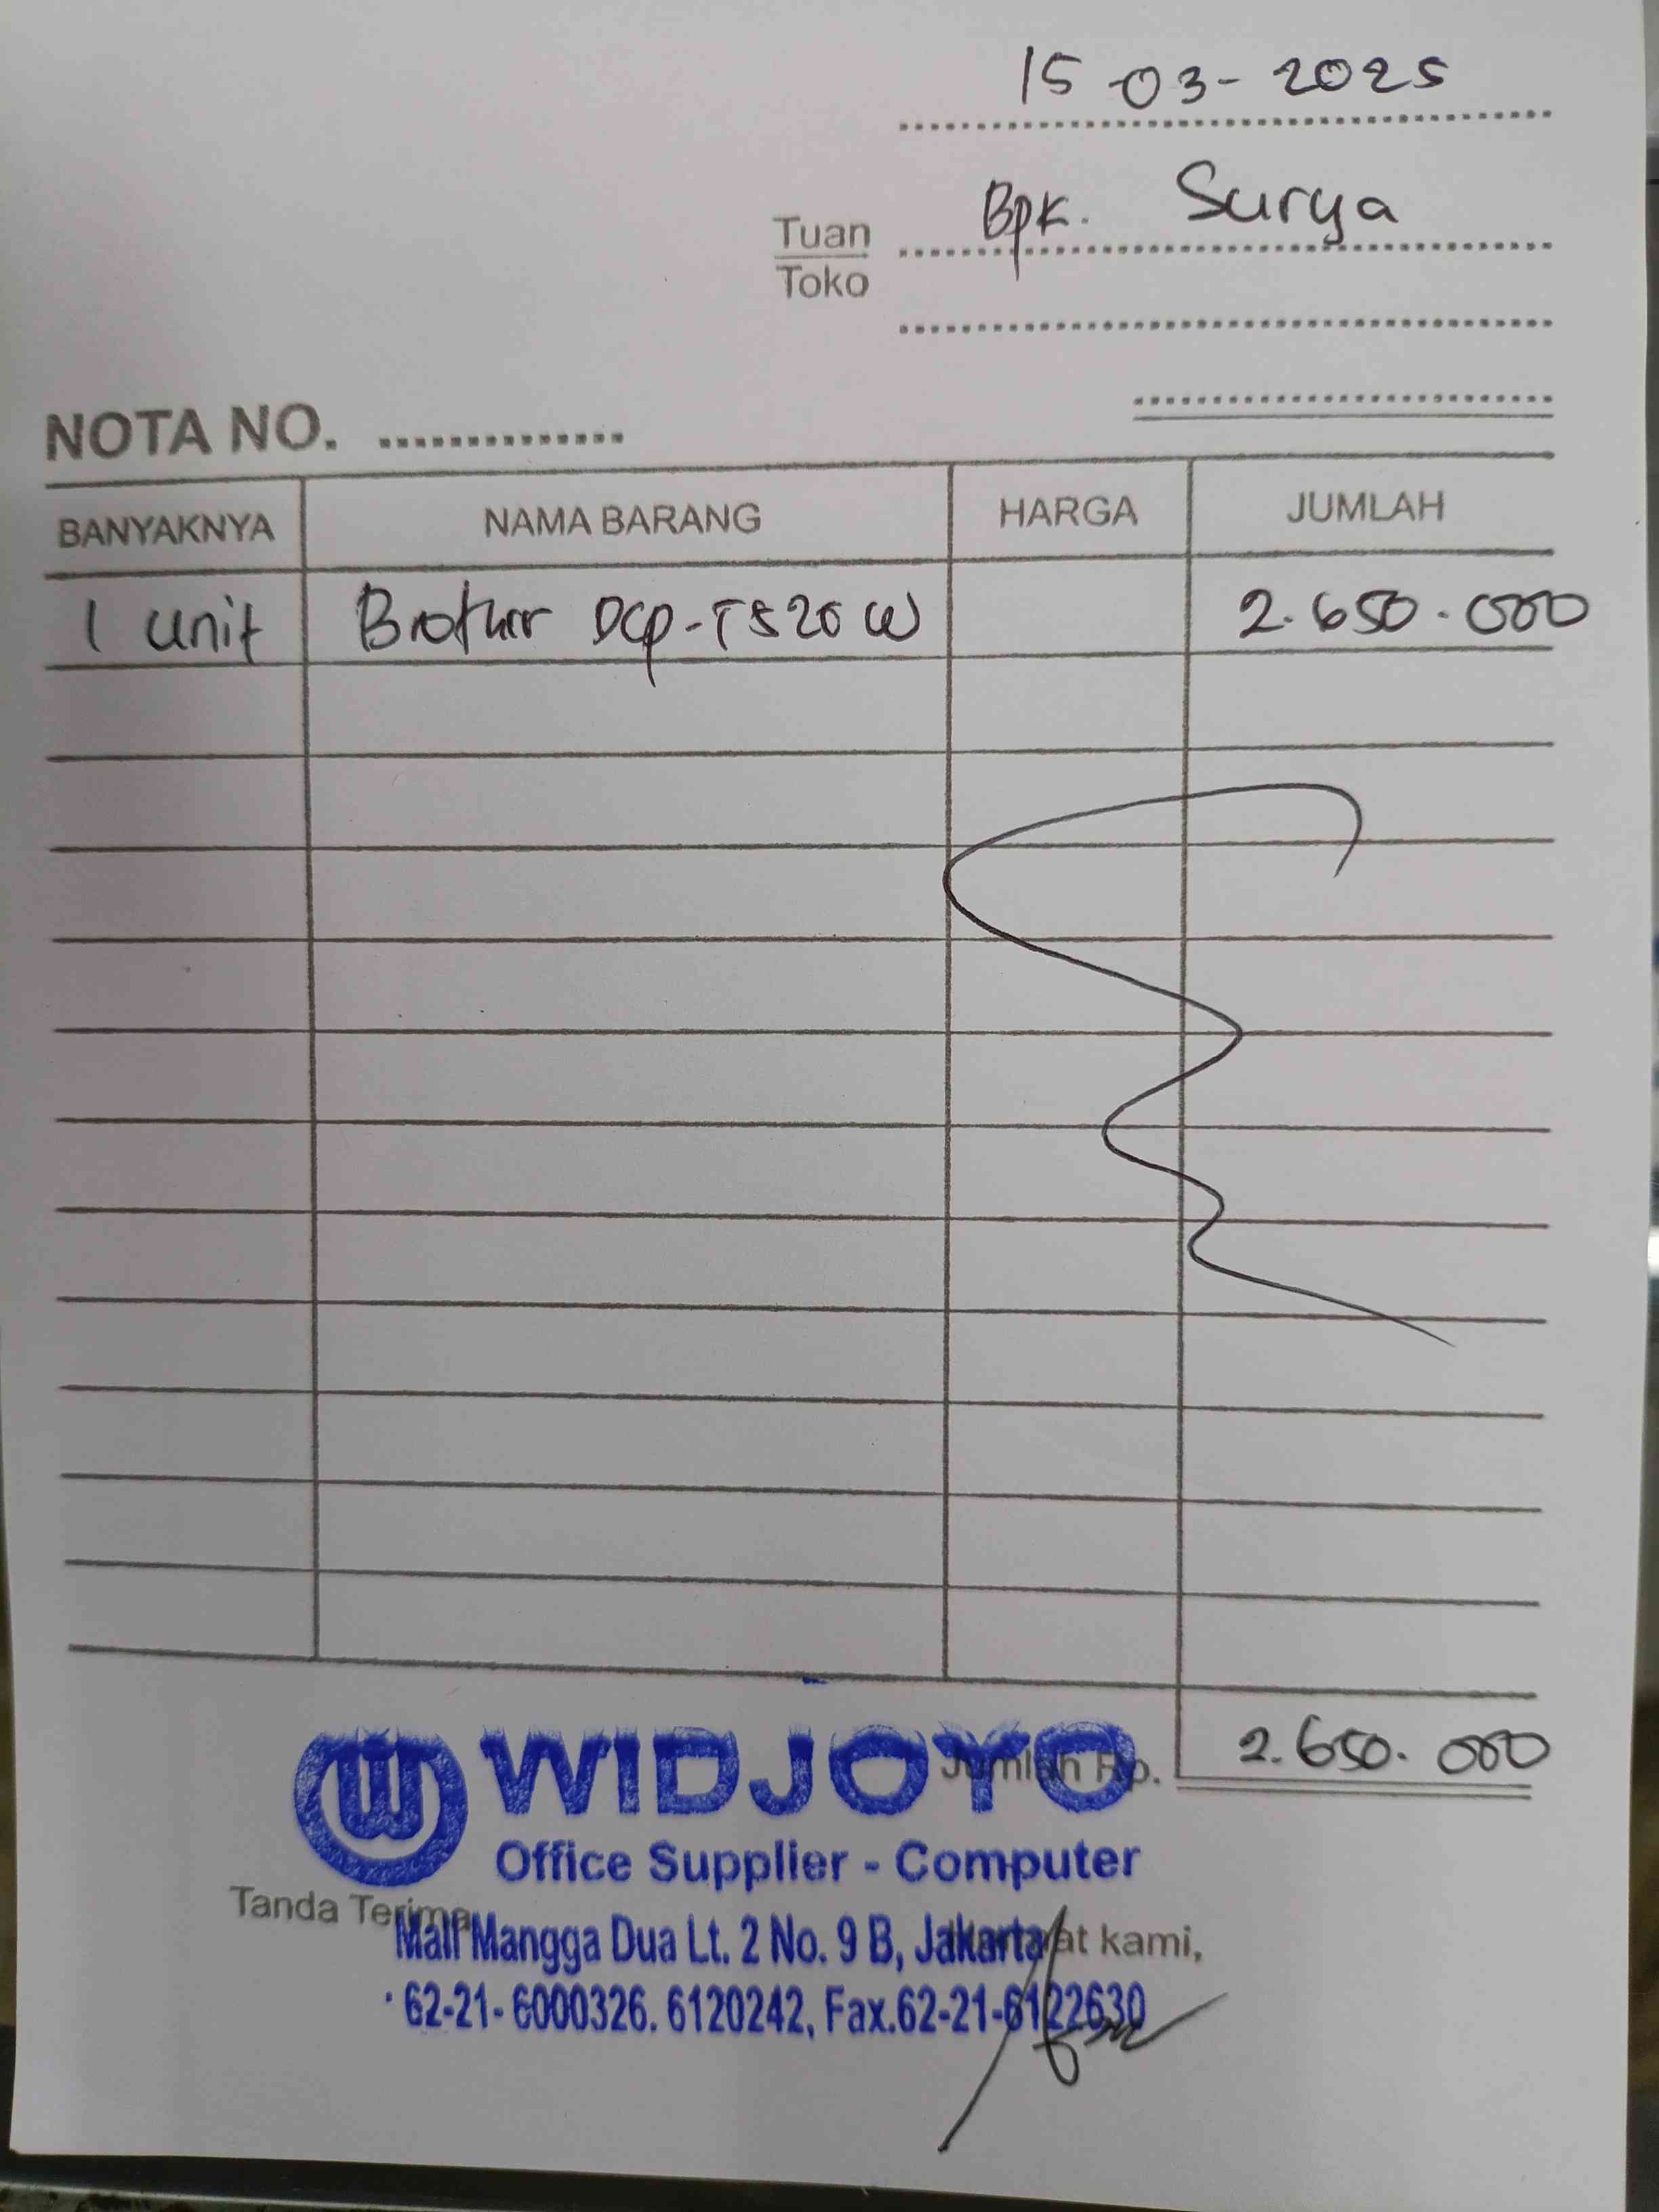 15-03-2025
Tuan Bpk. Surya
Toko
NOTA NO. ..............
BANYAKNYA NAMA BARANG HARGA JUMLAH
1 unit Brother DCP-T520W 2.650.000
Jumlah Rp. 2.650.000
WIDJOYO
Office Supplier - Computer
Tanda Terima
Mall Mangga Dua Lt. 2 No. 9 B, Jakarta
kami,
62-21-6000326. 6120242, Fax.62-21-6122630